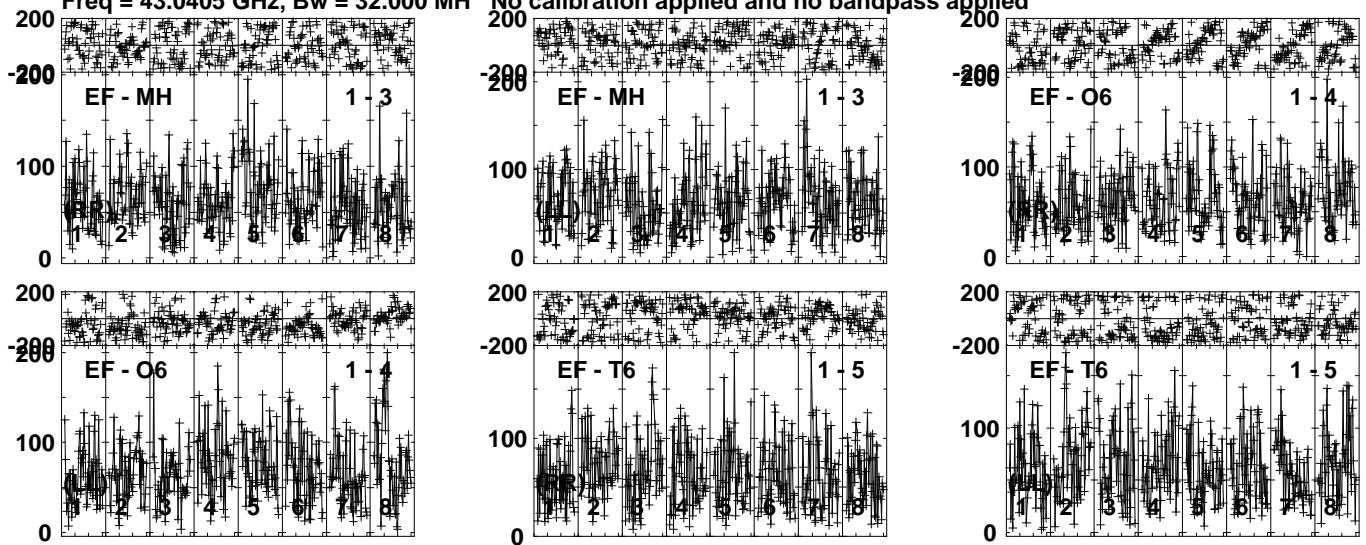 Freq = 43.0405 GHz, Bw = 32.000 MH No calibration applied and no bandpass applied
200 200 200
-200 -200 -200
200 200 200
EF - MH 1 - 3 EF - MH 1 - 3 EF - O6 1 - 4
100 100 100
(RR) (LL) (RR)
1 2 3 4 5 6 7 8 1 2 3 4 5 6 7 8 1 2 3 4 5 6 7 8
0 0 0
200 200 200
-200 -200 -200
200
EF - O6 1 - 4 EF - T6 1 - 5 EF - T6 1 - 5
100 100 100
(LL) (RR) (LL)
1 2 3 4 5 6 7 8 1 2 3 4 5 6 7 8 1 2 3 4 5 6 7 8
0 0 0